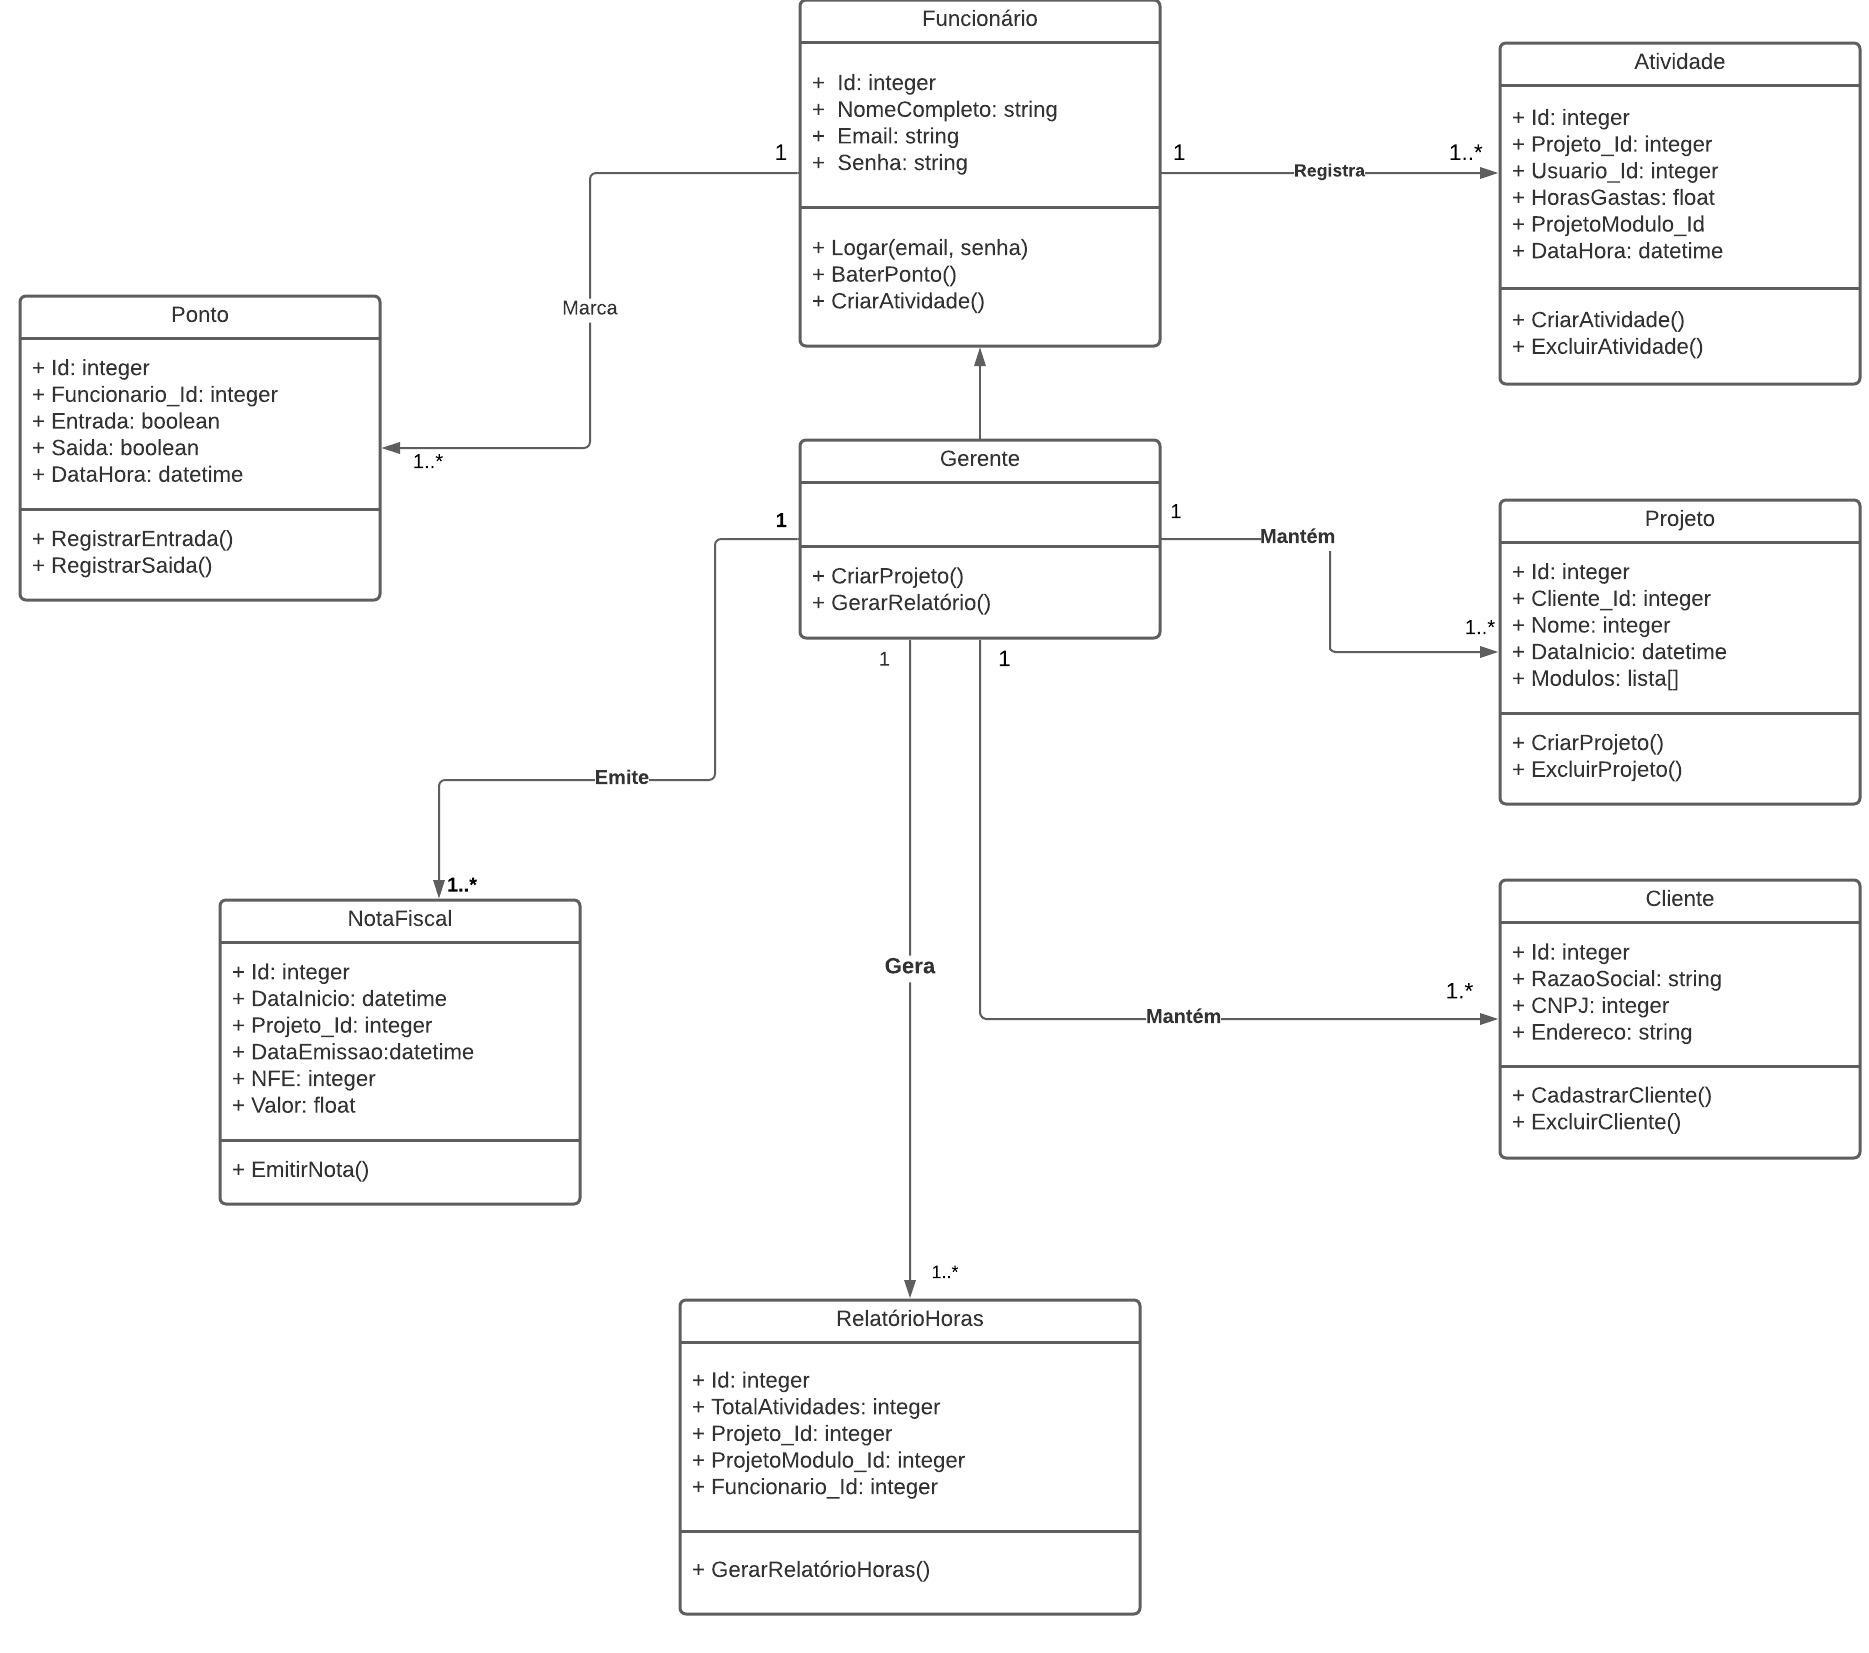 Funcionário
+ Id: integer
+ NomeCompleto: string
+ Email: string
+ Senha: string
+ Logar(email, senha)
+ BaterPonto()
+ CriarAtividade()
1
1
Registra
1..*
Atividade
+ Id: integer
+ Projeto_Id: integer
+ Usuario_Id: integer
+ HorasGastas: float
+ ProjetoModulo_Id
+ DataHora: datetime
+ CriarAtividade()
+ ExcluirAtividade()
Marca
1..*
Ponto
+ Id: integer
+ Funcionario_Id: integer
+ Entrada: boolean
+ Saida: boolean
+ DataHora: datetime
+ RegistrarEntrada()
+ RegistrarSaida()
Gerente
+ CriarProjeto()
+ GerarRelatório()
1
1
Mantém
1..*
Projeto
+ Id: integer
+ Cliente_Id: integer
+ Nome: integer
+ DataInicio: datetime
+ Modulos: lista[]
+ CriarProjeto()
+ ExcluirProjeto()
1
1
Emite
1..*
NotaFiscal
+ Id: integer
+ DataInicio: datetime
+ Projeto_Id: integer
+ DataEmissao:datetime
+ NFE: integer
+ Valor: float
+ EmitirNota()
Gera
Mantém
1.*
Cliente
+ Id: integer
+ RazaoSocial: string
+ CNPJ: integer
+ Endereco: string
+ CadastrarCliente()
+ ExcluirCliente()
1..*
RelatórioHoras
+ Id: integer
+ TotalAtividades: integer
+ Projeto_Id: integer
+ ProjetoModulo_Id: integer
+ Funcionario_Id: integer
+ GerarRelatórioHoras()